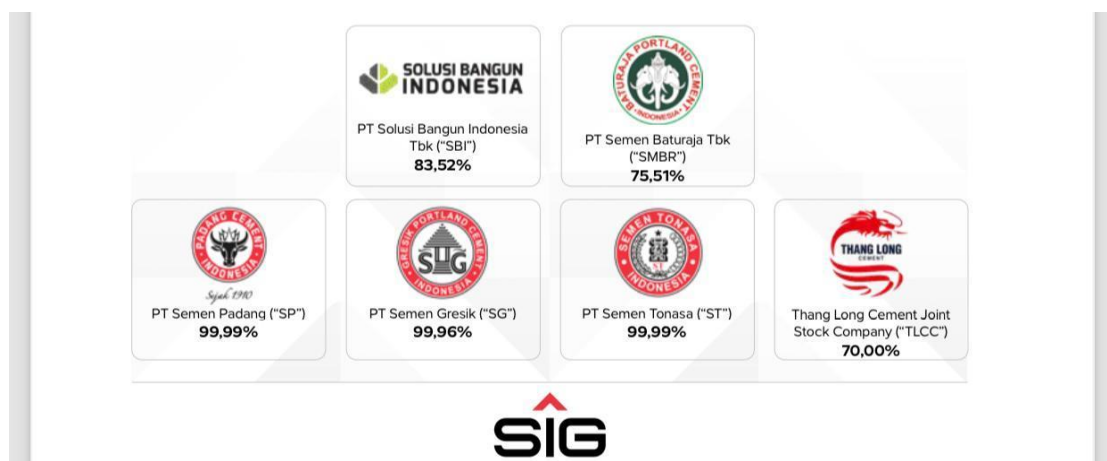 SOLUSI BANGUN
INDONESIA
PT Solusi Bangun Indonesia
Tbk (“SBI”)
83,52%
BATURAJA PORTLAND CEMENT
• INDONESIA •
PT Semen Baturaja Tbk
(“SMBR”)
75,51%
PADANG CEMENT
• INDONESIA •
Sejak 1910
PT Semen Padang (“SP”)
99,99%
GRESIK PORTLAND CEMENT
• INDONESIA •
SG
PT Semen Gresik (“SG”)
99,96%
SEMEN TONASA
• INDONESIA •
ST
PT Semen Tonasa (“ST”)
99,99%
THANG LONG
CEMENT
Thang Long Cement Joint
Stock Company (“TLCC”)
70,00%
SIG